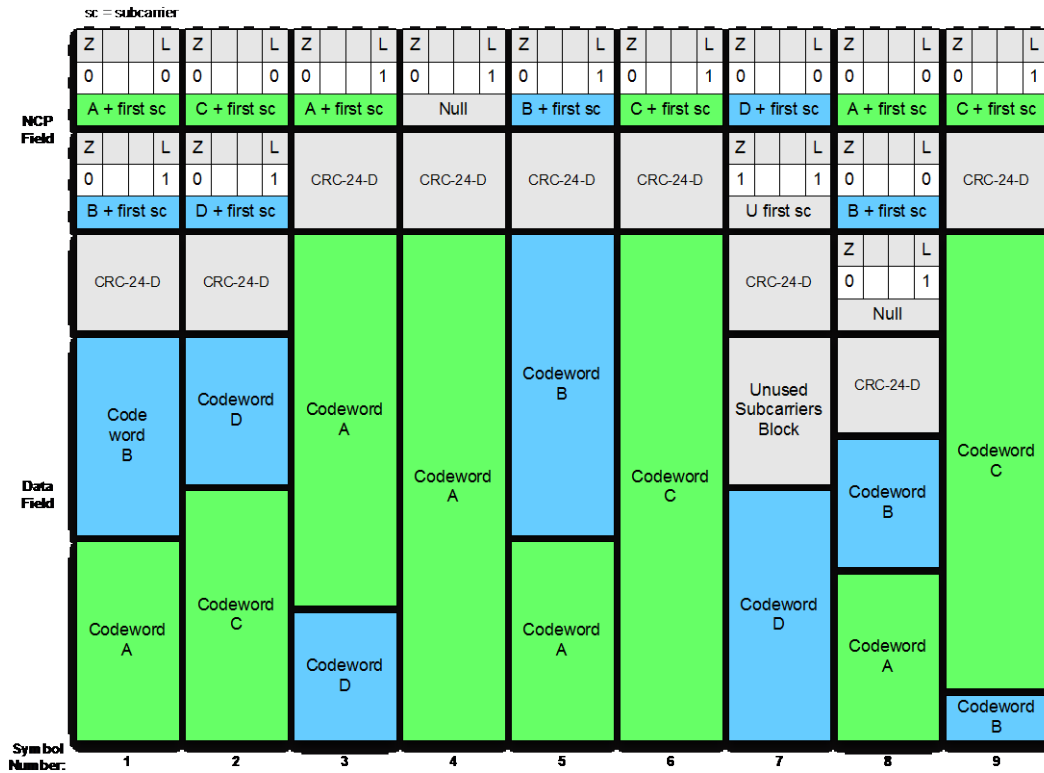 sc = subcarrier
Z L Z L Z L Z L Z L Z L Z L Z L Z L
0 0 0 0 0 1 0 1 0 1 0 1 0 0 0 0 0 1
A + first sc C + first sc A + first sc Null B + first sc C + first sc D + first sc A + first sc C + first sc
NCP
Field
Z L Z L CRC-24-D CRC-24-D CRC-24-D CRC-24-D Z L Z L CRC-24-D
0 1 0 1 1 1 0 0
B + first sc D + first sc U first sc B + first sc
CRC-24-D CRC-24-D CRC-24-D Z L
0 1
Null
Code
word
B
Codeword
D
Codeword
A
Codeword
A
Codeword
B
Codeword
C
Unused
Subcarriers
Block
CRC-24-D
Codeword
C
Data
Field
Codeword
B
Codeword
A
Codeword
C
Codeword
D
Codeword
A
Codeword
D
Codeword
A
Codeword
B
Symbol
Number:
1 2 3 4 5 6 7 8 9